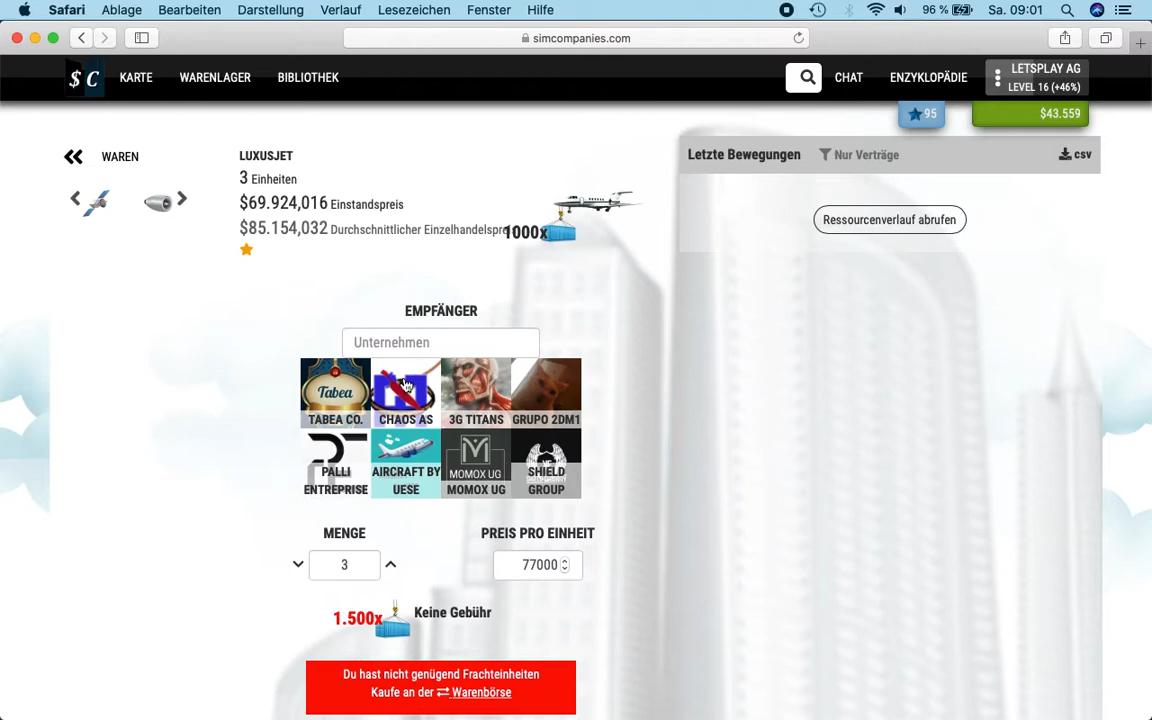 Safari Ablage Bearbeiten Darstellung Verlauf Lesezeichen Fenster Hilfe 96 % Sa. 09:01
simcompanies.com
$ C KARTE WARENLAGER BIBLIOTHEK CHAT ENZYKLOPÄDIE LETSPLAY AG
LEVEL 16 (+46%)
95 $43.559
WAREN
LUXUSJET
3 Einheiten
$69.924,016 Einstandspreis
$85.154,032 Durchschnittlicher Einzelhandelspre
1000x
Letzte Bewegungen Nur Verträge csv
Ressourcenverlauf abrufen
EMPFÄNGER
Unternehmen
Tabea
TABEA CO. CHAOS AS 3G TITANS GRUPO 2DM1
PALLI ENTREPRISE
AIRCRAFT BY UESE
MOMOX UG
MOMOX UG
SHIELD GROUP
MENGE PREIS PRO EINHEIT
3 77000
1.500x Keine Gebühr
Du hast nicht genügend Frachteinheiten
Kaufe an der Warenbörse